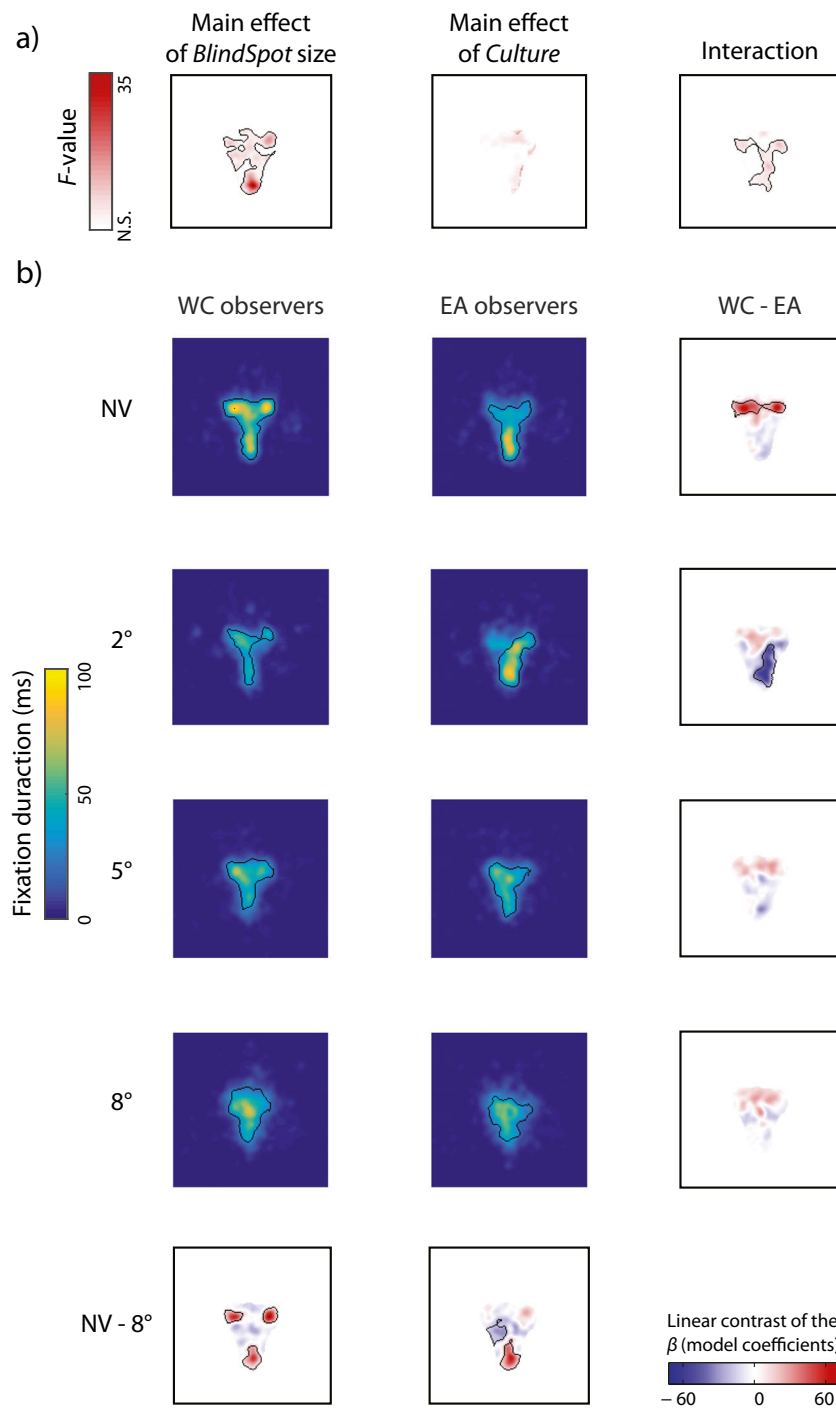 a)
Main effect
of BlindSpot size
Main effect
of Culture
Interaction
F-value
35
N.S.
b)
WC observers
EA observers
WC - EA
NV
2°
5°
8°
NV - 8°
Fixation duraction (ms)
100
50
0
Linear contrast of the
β (model coefficients)
− 60
0
60